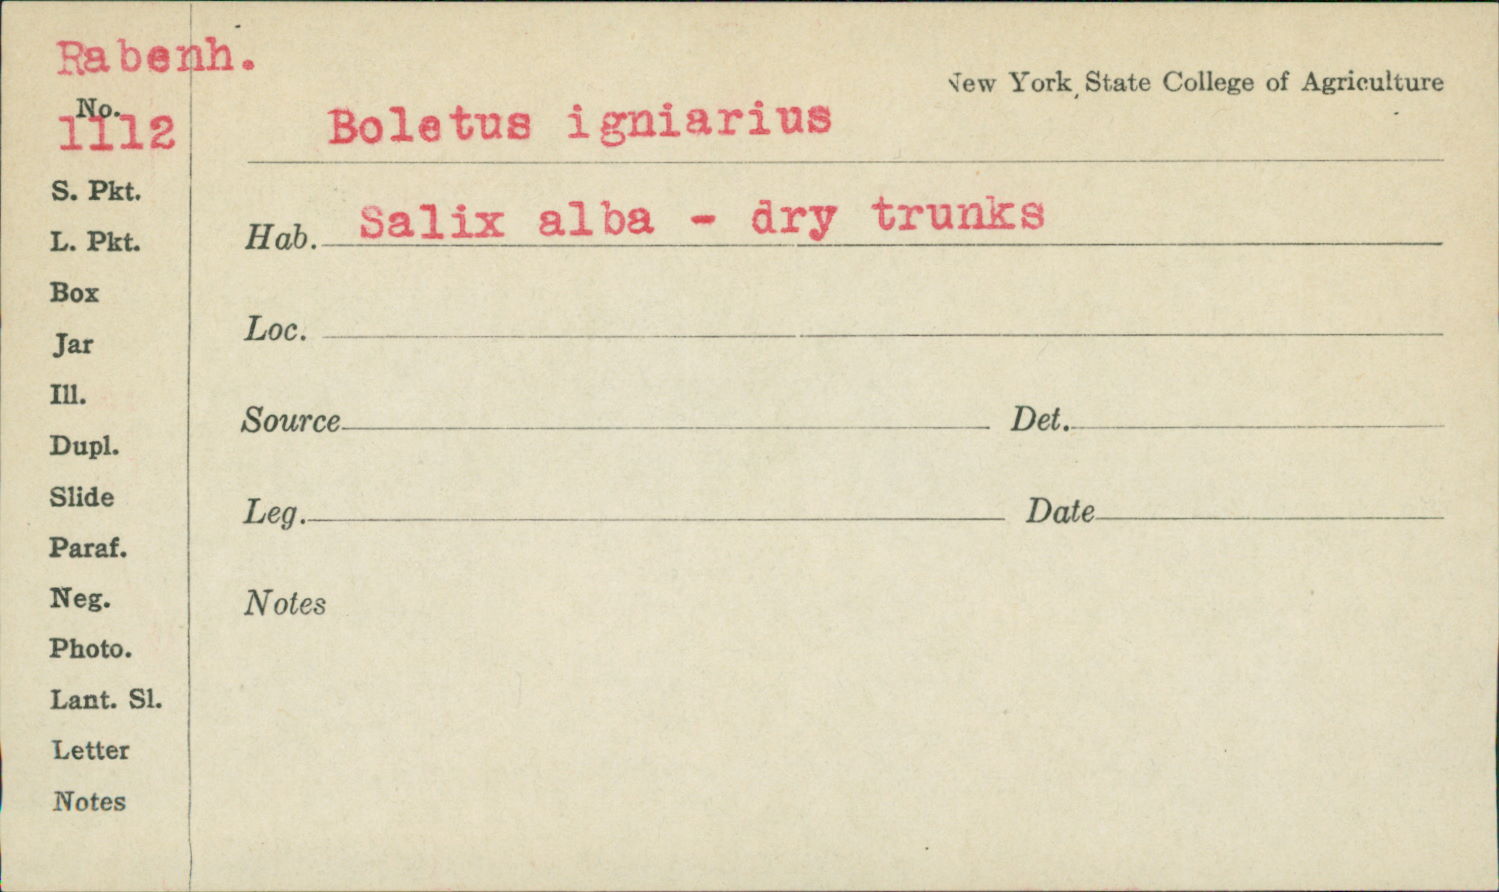 Rabenh.
New York State College of Agriculture
No.
1112
Boletus igniarius
S. Pkt.
Hab. Salix alba - dry trunks
L. Pkt.
Box
Loc.
Jar
Ill.
Source Det.
Dupl.
Slide
Leg. Date
Paraf.
Neg.
Notes
Photo.
Lant. Sl.
Letter
Notes